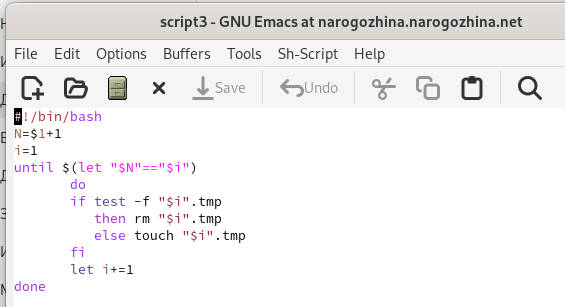 script3 - GNU Emacs at narogozhina.narogozhina.net
File Edit Options Buffers Tools Sh-Script Help
Save Undo
#!/bin/bash
N=$1+1
i=1
until $(let "$N"=="$i")
       do
       if test -f "$i".tmp
          then rm "$i".tmp
          else touch "$i".tmp
       fi
       let i+=1
done